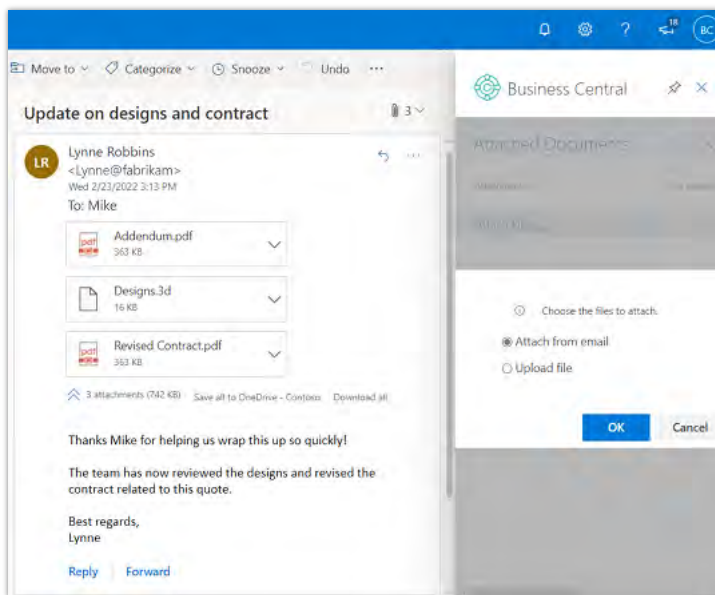 18
BC
Move to
Categorize
Snooze
Undo
Business Central
Update on designs and contract
3
Attached Documents
LR
Lynne Robbins
<Lynne@fabrikam>
Wed 2/23/2022 3:13 PM
To: Mike
pdf
Addendum.pdf
363 KB
Designs.3d
16 KB
pdf
Revised Contract.pdf
363 KB
3 attachments (742 KB) Save all to OneDrive - Contoso Download all
Choose the files to attach.
Attach from email
Upload file
OK
Cancel
Thanks Mike for helping us wrap this up so quickly!
The team has now reviewed the designs and revised the
contract related to this quote.
Best regards,
Lynne
Reply
Forward